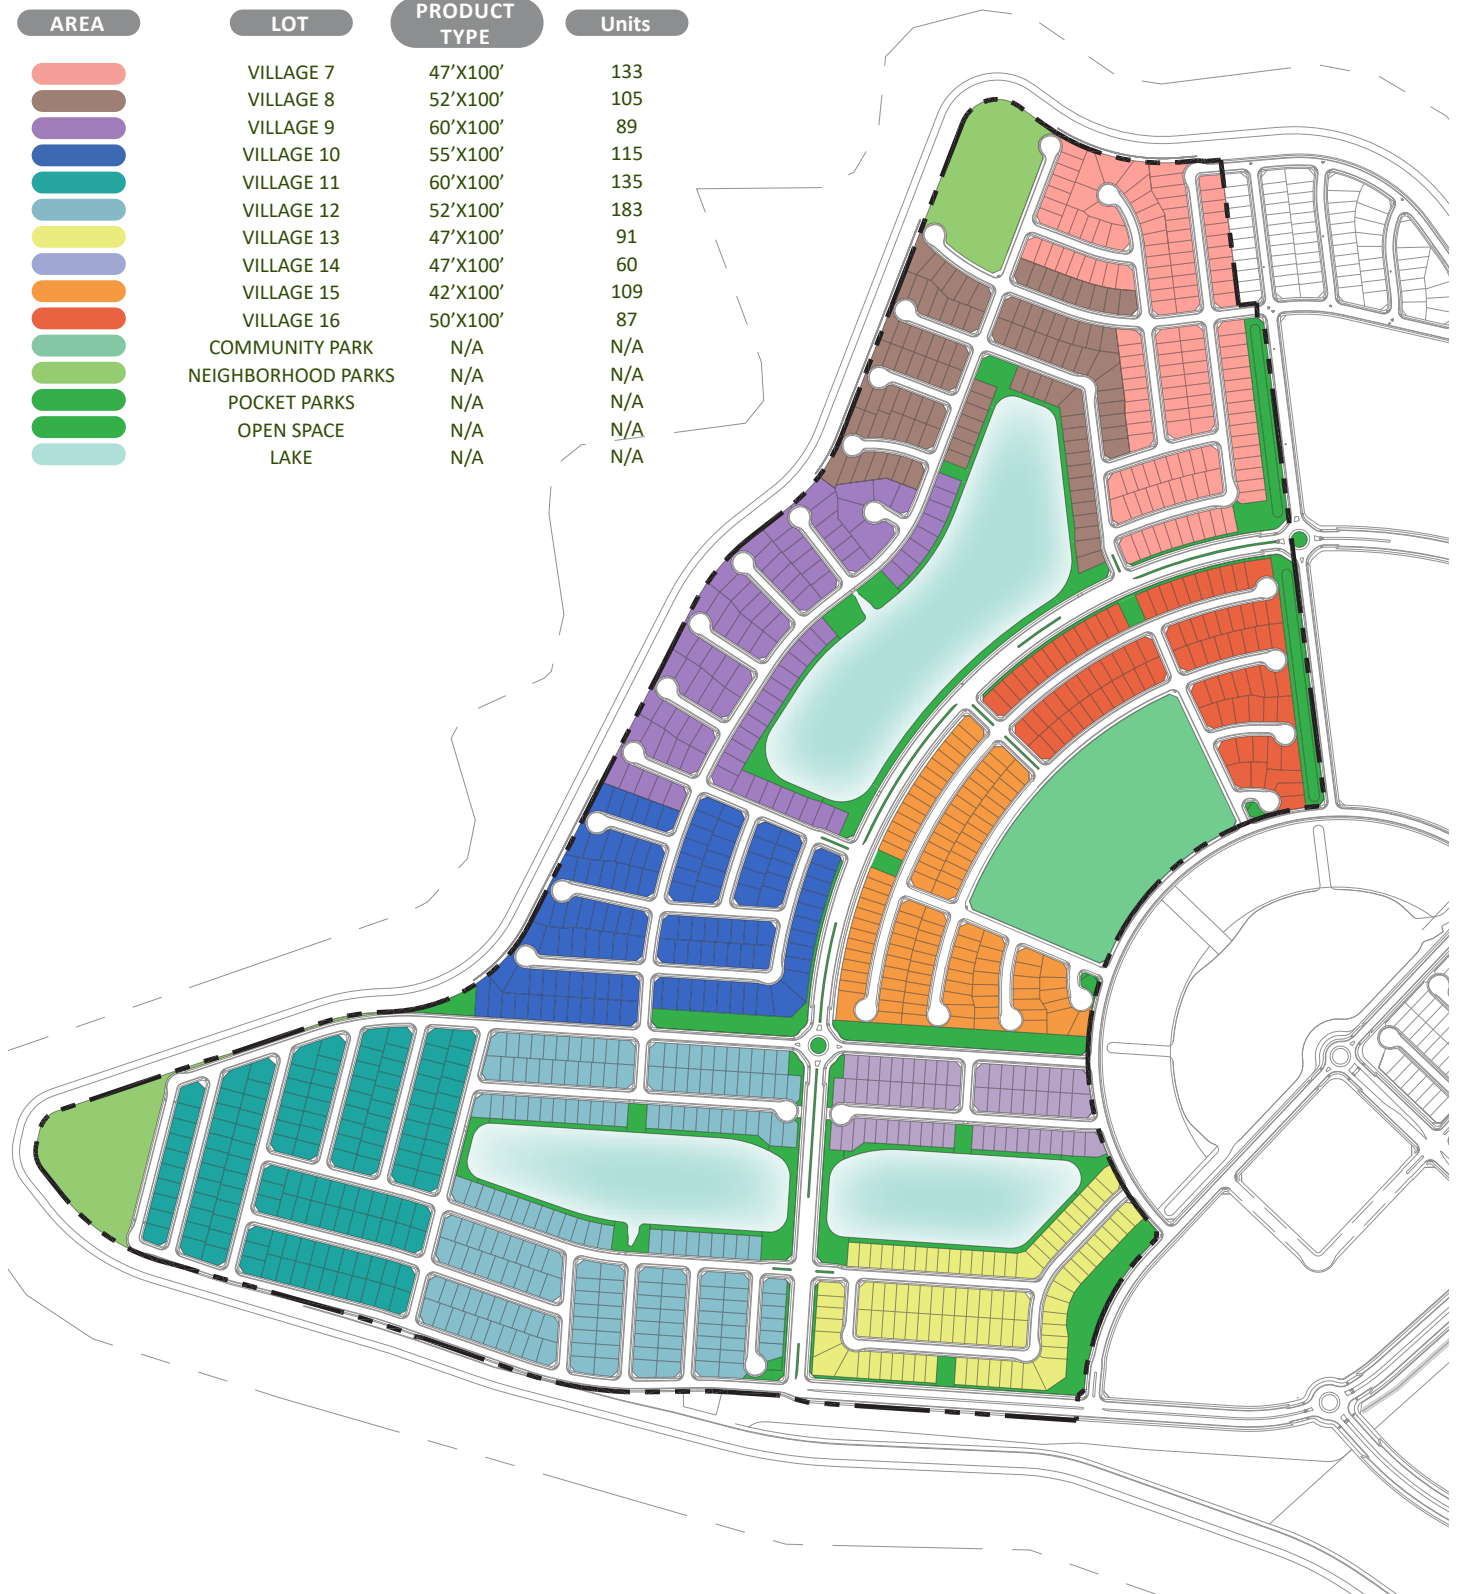 AREA LOT PRODUCT TYPE Units
VILLAGE 7 47’X100’ 133
VILLAGE 8 52’X100’ 105
VILLAGE 9 60’X100’ 89
VILLAGE 10 55’X100’ 115
VILLAGE 11 60’X100’ 135
VILLAGE 12 52’X100’ 183
VILLAGE 13 47’X100’ 91
VILLAGE 14 47’X100’ 60
VILLAGE 15 42’X100’ 109
VILLAGE 16 50’X100’ 87
COMMUNITY PARK N/A N/A
NEIGHBORHOOD PARKS N/A N/A
POCKET PARKS N/A N/A
OPEN SPACE N/A N/A
LAKE N/A N/A